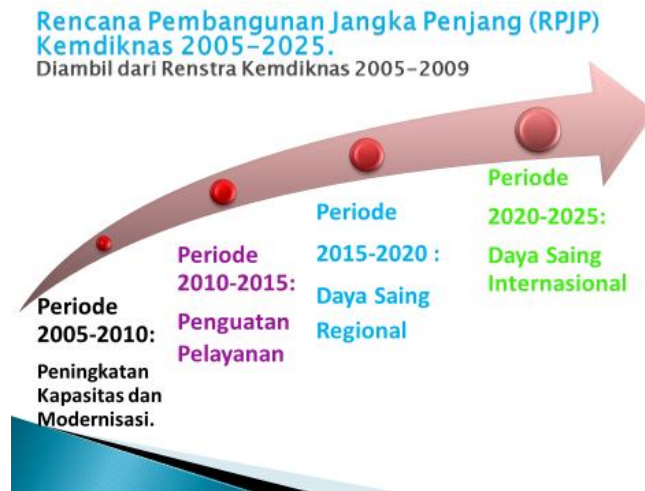 Rencana Pembangunan Jangka Penjang (RPJP)
Kemdiknas 2005-2025.
Diambil dari Renstra Kemdiknas 2005-2009
Periode
2005-2010:
Peningkatan
Kapasitas dan
Modernisasi.
Periode
2010-2015:
Penguatan
Pelayanan
Periode
2015-2020 :
Daya Saing
Regional
Periode
2020-2025:
Daya Saing
Internasional